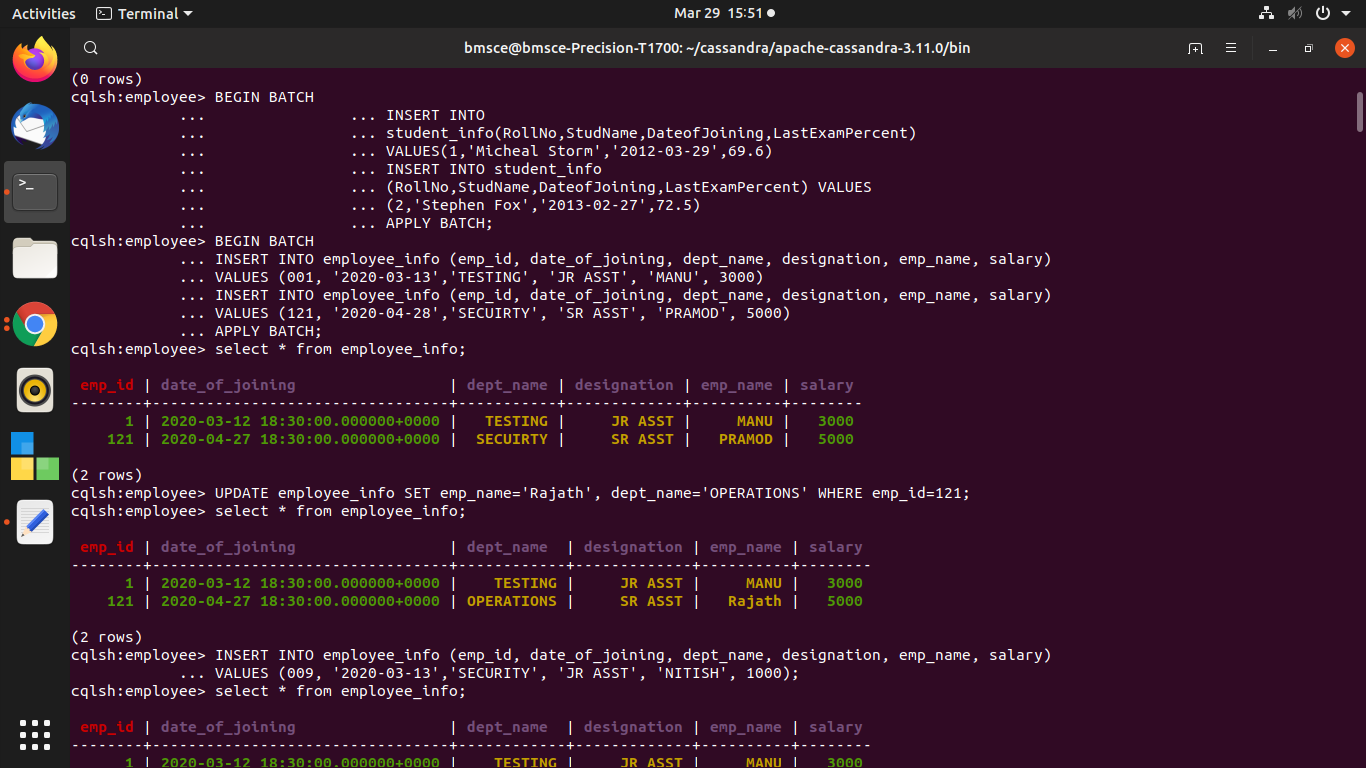 Activities Terminal Mar 29 15:51
bmsce@bmsce-Precision-T1700: ~/cassandra/apache-cassandra-3.11.0/bin
(0 rows)
cqlsh:employee> BEGIN BATCH
            ...                ... INSERT INTO
            ...                ... student_info(RollNo,StudName,DateofJoining,LastExamPercent)
            ...                ... VALUES(1,'Micheal Storm','2012-03-29',69.6)
            ...                ... INSERT INTO student_info
            ...                ... (RollNo,StudName,DateofJoining,LastExamPercent) VALUES
            ...                ... (2,'Stephen Fox','2013-02-27',72.5)
            ...                ... APPLY BATCH;
cqlsh:employee> BEGIN BATCH
            ... INSERT INTO employee_info (emp_id, date_of_joining, dept_name, designation, emp_name, salary)
            ... VALUES (001, '2020-03-13','TESTING', 'JR ASST', 'MANU', 3000)
            ... INSERT INTO employee_info (emp_id, date_of_joining, dept_name, designation, emp_name, salary)
            ... VALUES (121, '2020-04-28','SECUIRTY', 'SR ASST', 'PRAMOD', 5000)
            ... APPLY BATCH;
cqlsh:employee> select * from employee_info;
 emp_id | date_of_joining                 | dept_name | designation | emp_name | salary
--------+---------------------------------+-----------+-------------+----------+--------
      1 | 2020-03-12 18:30:00.000000+0000 |   TESTING |     JR ASST |     MANU |   3000
    121 | 2020-04-27 18:30:00.000000+0000 |  SECUIRTY |     SR ASST |   PRAMOD |   5000
(2 rows)
cqlsh:employee> UPDATE employee_info SET emp_name='Rajath', dept_name='OPERATIONS' WHERE emp_id=121;
cqlsh:employee> select * from employee_info;
 emp_id | date_of_joining                 | dept_name  | designation | emp_name | salary
--------+---------------------------------+------------+-------------+----------+--------
      1 | 2020-03-12 18:30:00.000000+0000 |    TESTING |     JR ASST |     MANU |   3000
    121 | 2020-04-27 18:30:00.000000+0000 | OPERATIONS |     SR ASST |   Rajath |   5000
(2 rows)
cqlsh:employee> INSERT INTO employee_info (emp_id, date_of_joining, dept_name, designation, emp_name, salary)
            ... VALUES (009, '2020-03-13','SECURITY', 'JR ASST', 'NITISH', 1000);
cqlsh:employee> select * from employee_info;
 emp_id | date_of_joining                 | dept_name  | designation | emp_name | salary
--------+---------------------------------+------------+-------------+----------+--------
      1 | 2020-03-12 18:30:00.000000+0000 |    TESTING |     JR ASST |     MANU |   3000